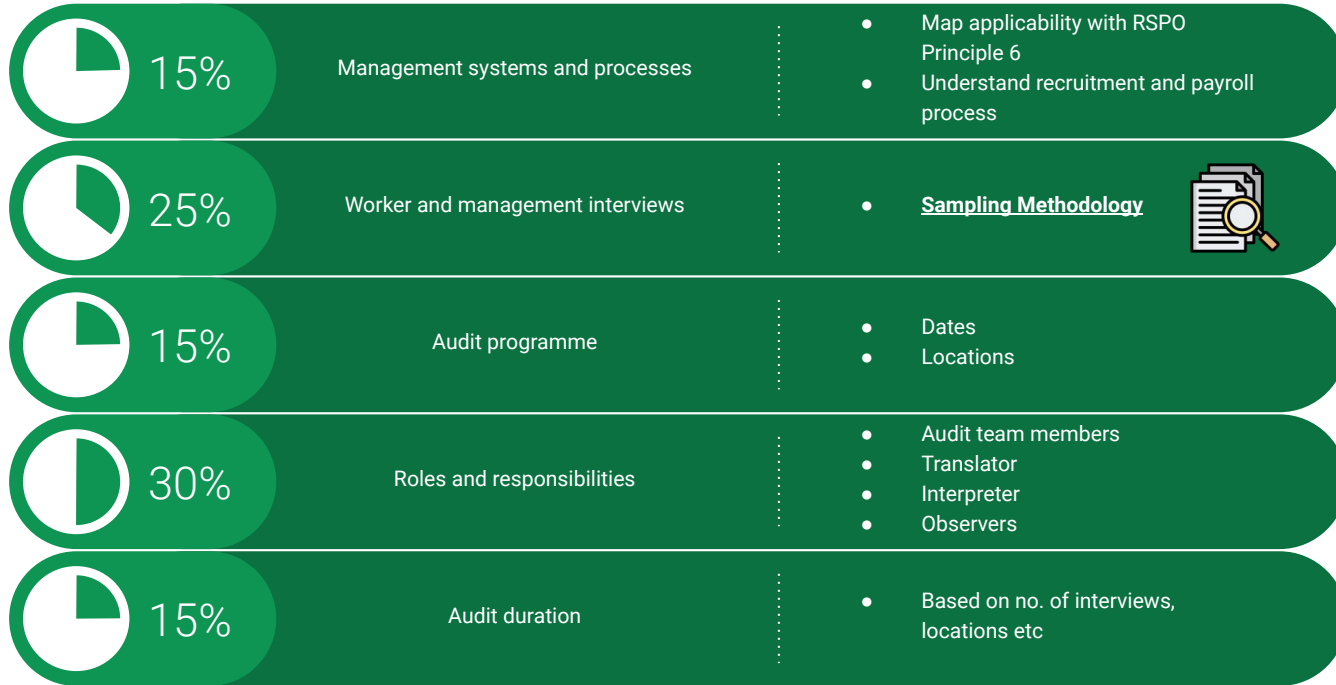 15%
Management systems and processes
● Map applicability with RSPO
Principle 6
● Understand recruitment and payroll
process
25%
Worker and management interviews
● Sampling Methodology
15%
Audit programme
● Dates
● Locations
30%
Roles and responsibilities
● Audit team members
● Translator
● Interpreter
● Observers
15%
Audit duration
● Based on no. of interviews,
locations etc